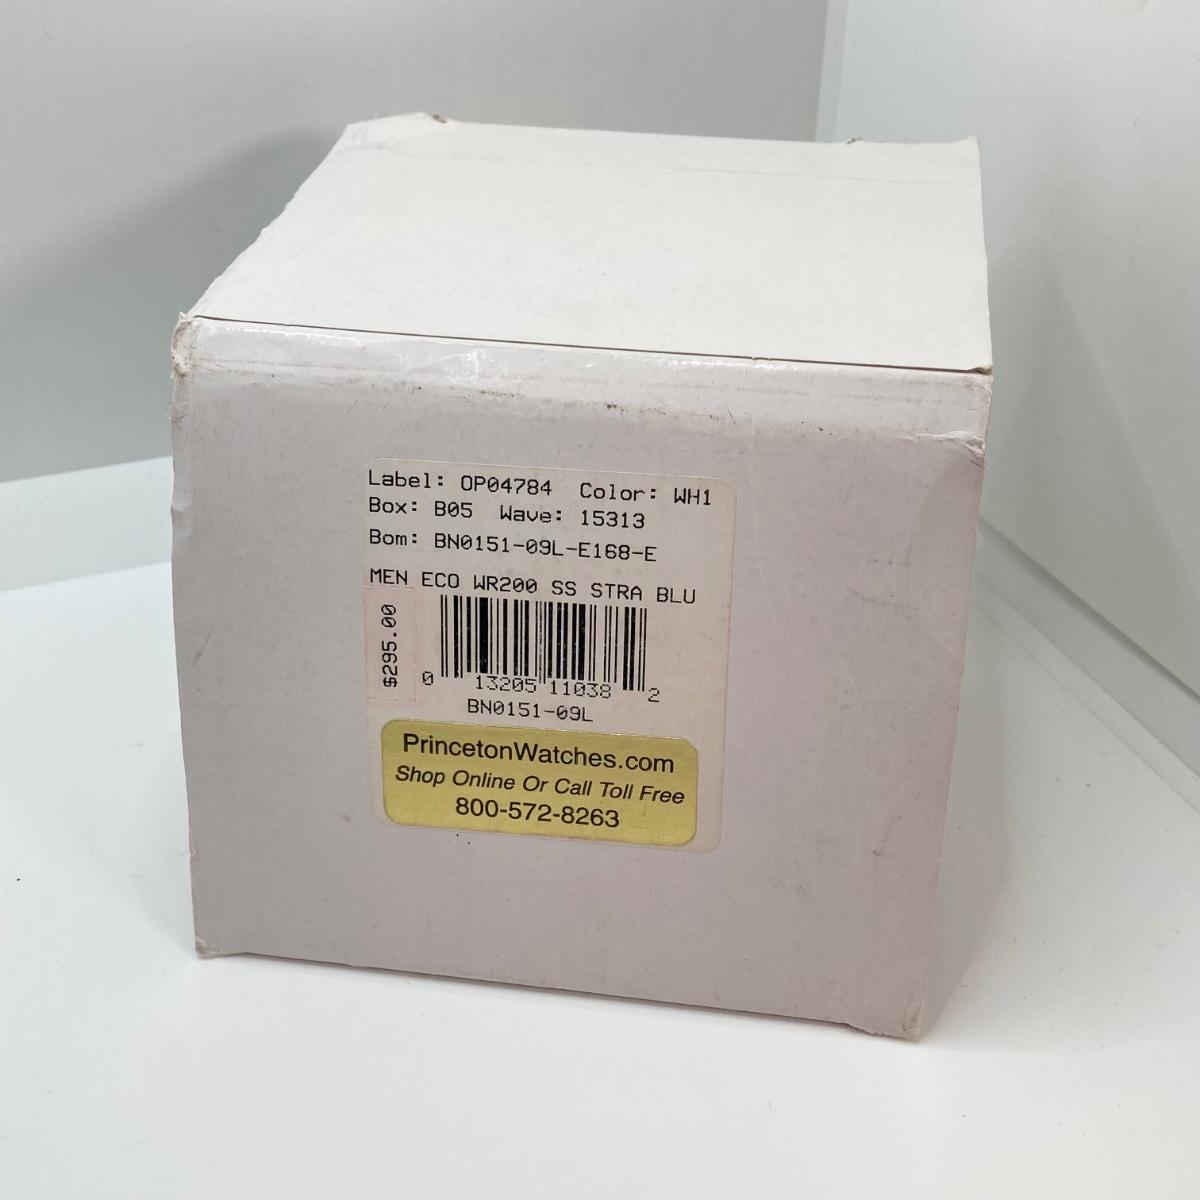 Label: OP04784 Color: WH1
Box: B05 Wave: 15313
Bom: BN0151-09L-E168-E
MEN ECO WR200 SS STRA BLU
$295.00
0 13205 11038 2
BN0151-09L
PrincetonWatches.com
Shop Online Or Call Toll Free
800-572-8263